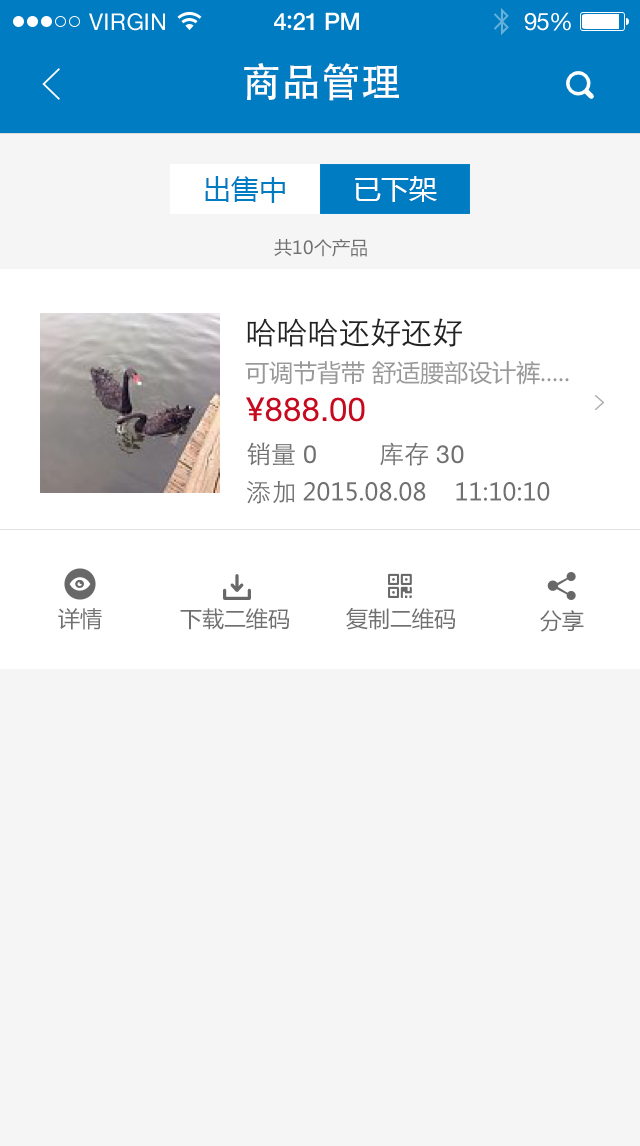 VIRGIN 4:21 PM 95%
商品管理
出售中 已下架
共10个产品
哈哈哈还好还好
可调节背带 舒适腰部设计裤.....
¥888.00
销量 0 库存 30
添加 2015.08.08 11:10:10
详情 下载二维码 复制二维码 分享